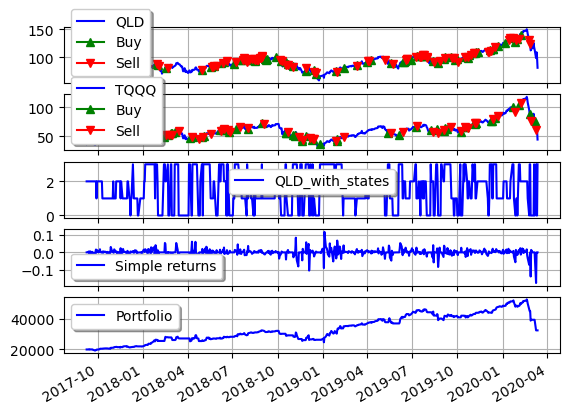 QLD
Buy
Sell
150
100
TQQQ
Buy
Sell
100
50
QLD_with_states
2
0
Simple returns
0.1
0.0
−0.1
Portfolio
40000
20000
2017-10 2018-01 2018-04 2018-07 2018-10 2019-01 2019-04 2019-07 2019-10 2020-01 2020-04